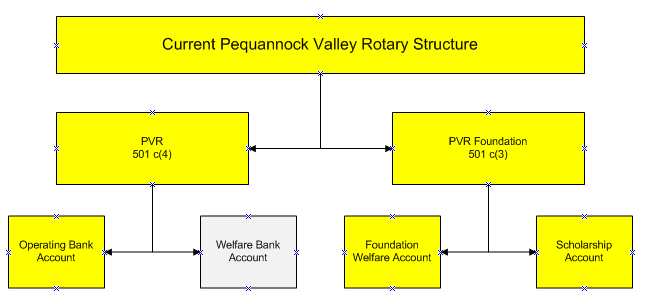 Current Pequannock Valley Rotary Structure
PVR
501 c(4)
PVR Foundation
501 c(3)
Operating Bank
Account
Welfare Bank
Account
Foundation
Welfare Account
Scholarship
Account